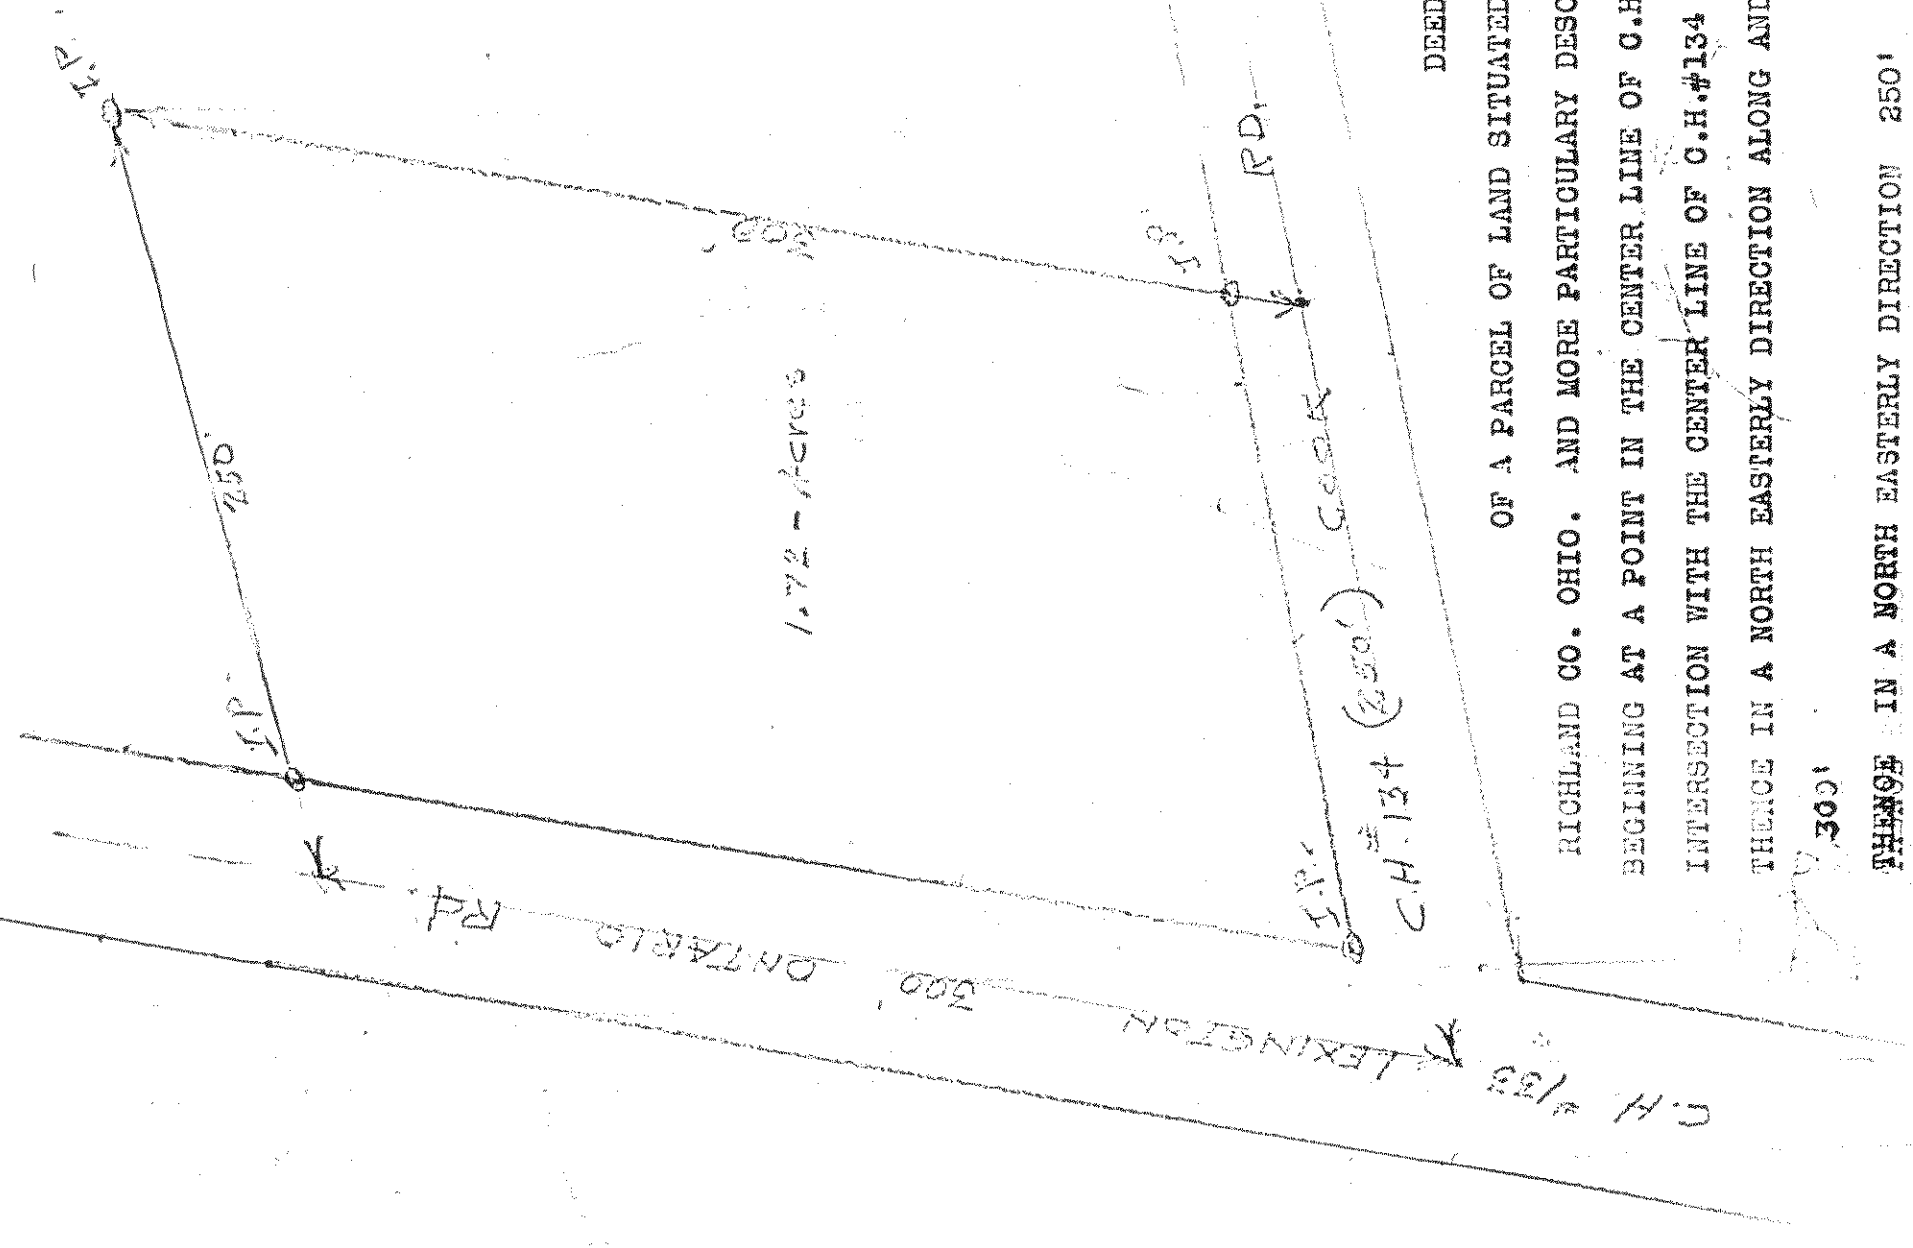 I.P.
250'
I.P.
300'
1.72 - Acres
I.P.
RD.
COOK
(250')
C.H. #134
I.P.
LEXINGTON 300' ONTARIO Rd.
C.H. #133
DEED
OF A PARCEL OF LAND SITUATED
RICHLAND CO. OHIO. AND MORE PARTICULARY DESC
BEGINNING AT A POINT IN THE CENTER LINE OF C.H
INTERSECTION WITH THE CENTER LINE OF C.H.#134
THENCE IN A NORTH EASTERLY DIRECTION ALONG AND
300'
THENCE IN A NORTH EASTERLY DIRECTION 250'